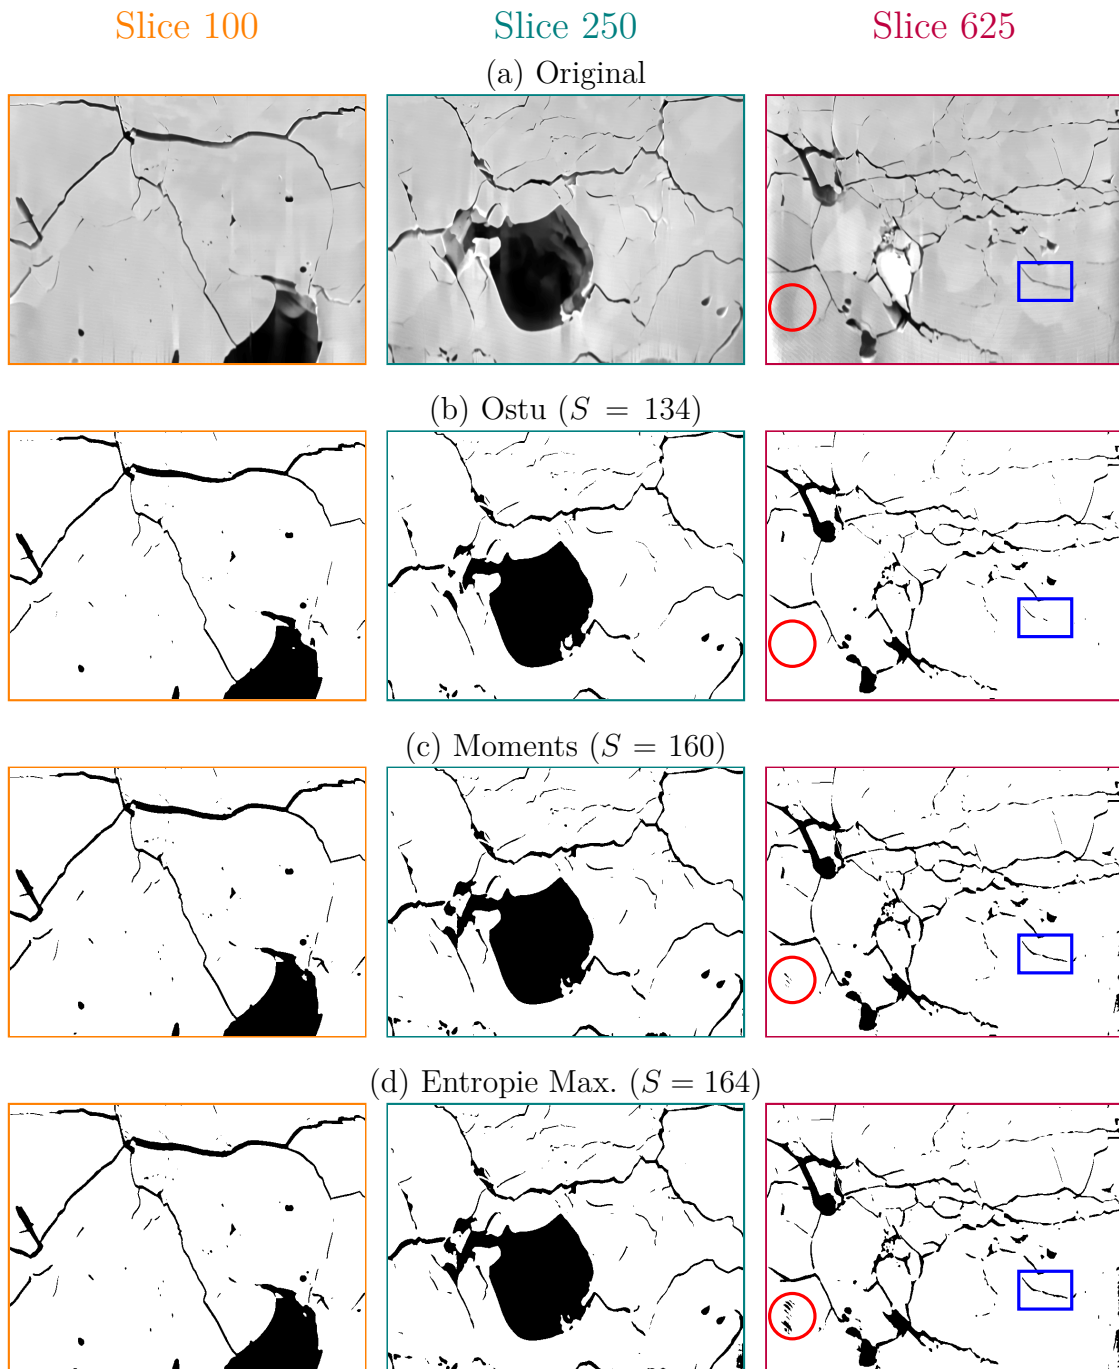 Slice 100 Slice 250 Slice 625
(a) Original
(b) Ostu (S = 134)
(c) Moments (S = 160)
(d) Entropie Max. (S = 164)